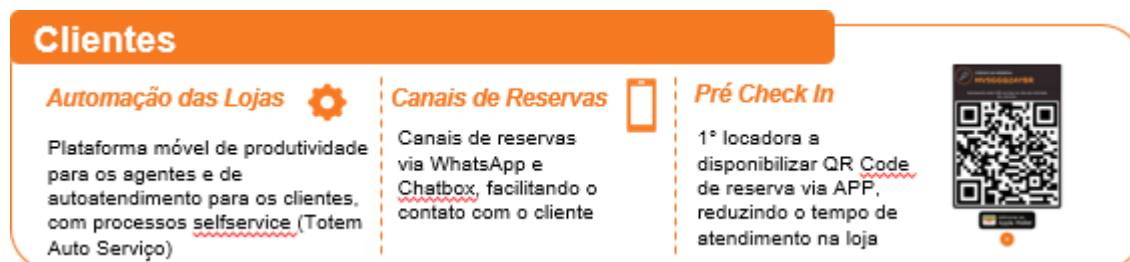 Clientes
Automação das Lojas
Plataforma móvel de produtividade
para os agentes e de
autoatendimento para os clientes,
com processos selfservice (Totem
Auto Serviço)
Canais de Reservas
Canais de reservas
via WhatsApp e
Chatbox, facilitando o
contato com o cliente
Pré Check In
1° locadora a
disponibilizar QR Code
de reserva via APP,
reduzindo o tempo de
atendimento na loja
Apple Wallet